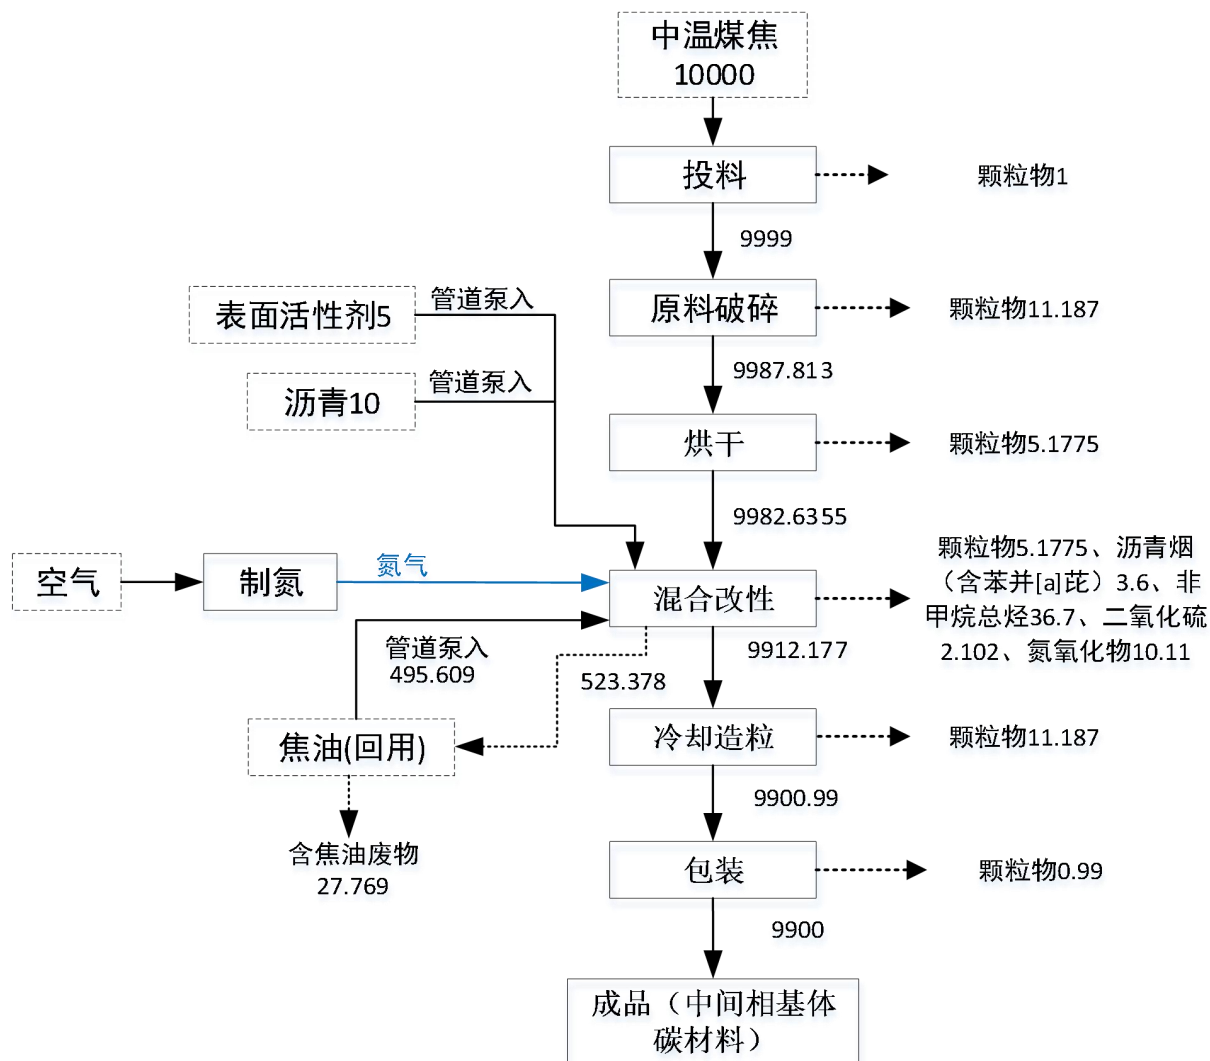 中温煤焦
10000
投料
颗粒物1
9999
管道泵入
表面活性剂5
原料破碎
颗粒物11.187
9987.813
管道泵入
沥青10
烘干
颗粒物5.1775
9982.6355
空气
制氮
氮气
混合改性
颗粒物5.1775、沥青烟
（含苯并[a]芘）3.6、非
甲烷总烃36.7、二氧化硫
2.102、氮氧化物10.11
管道泵入
495.609
523.378
9912.177
焦油(回用)
冷却造粒
颗粒物11.187
9900.99
含焦油废物
27.769
包装
颗粒物0.99
9900
成品（中间相基体
碳材料）